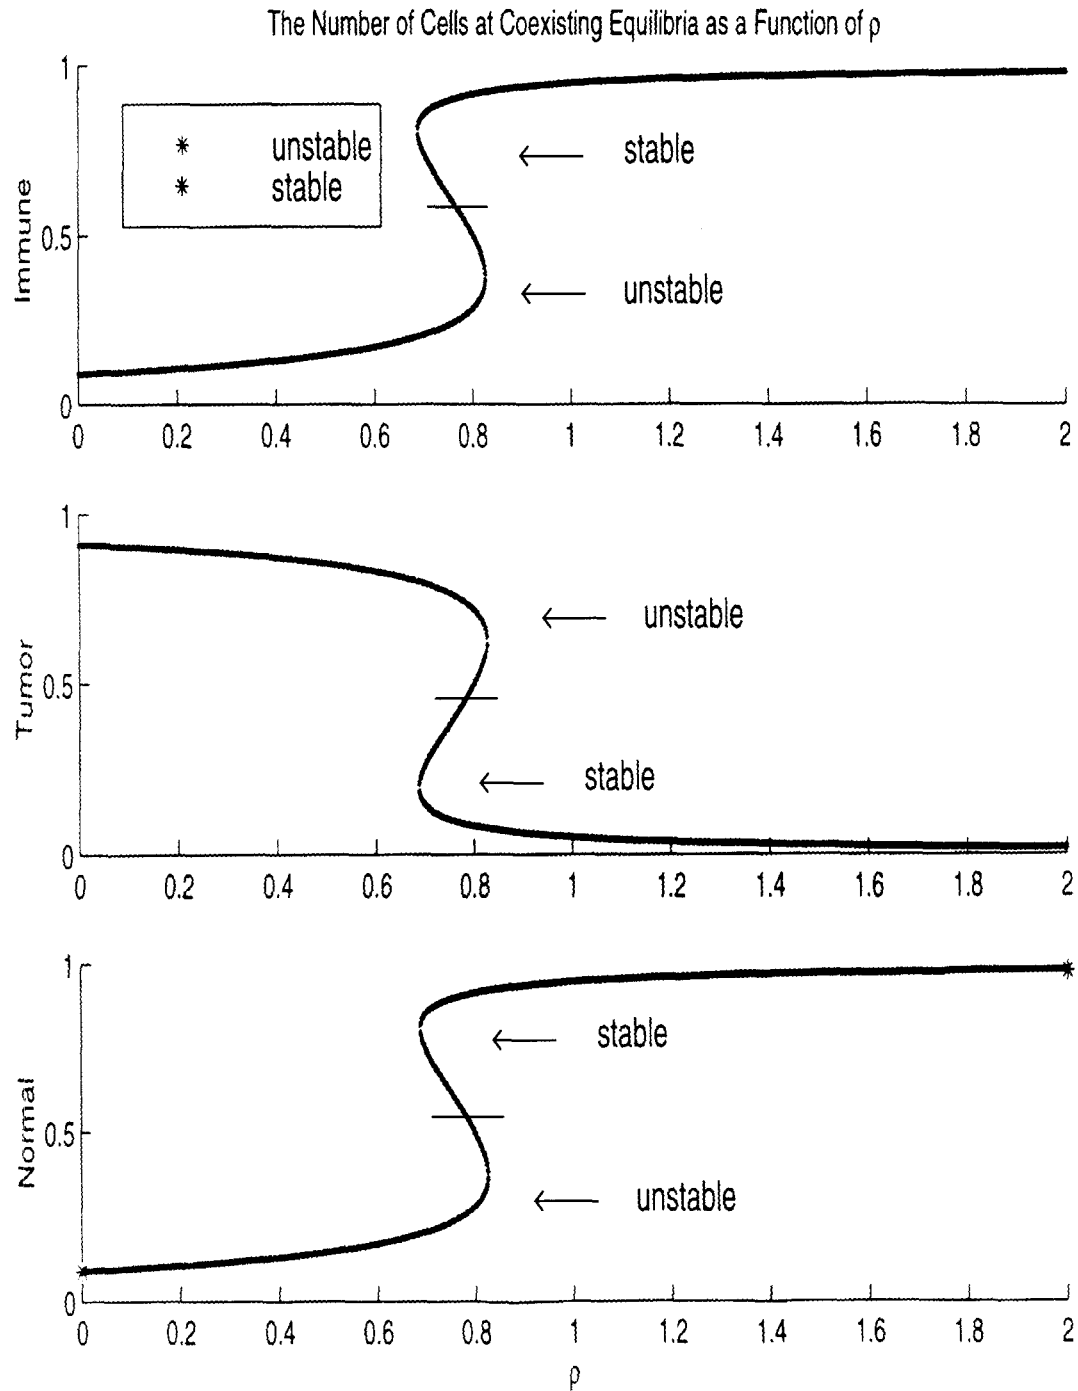 The Number of Cells at Coexisting Equilibria as a Function of ρ
1
unstable
stable
stable
Immune
0.5
unstable
0
0 0.2 0.4 0.6 0.8 1 1.2 1.4 1.6 1.8 2
1
unstable
Tumor
0.5
stable
0
0 0.2 0.4 0.6 0.8 1 1.2 1.4 1.6 1.8 2
1
stable
Normal
0.5
unstable
0
0 0.2 0.4 0.6 0.8 1 1.2 1.4 1.6 1.8 2
ρ